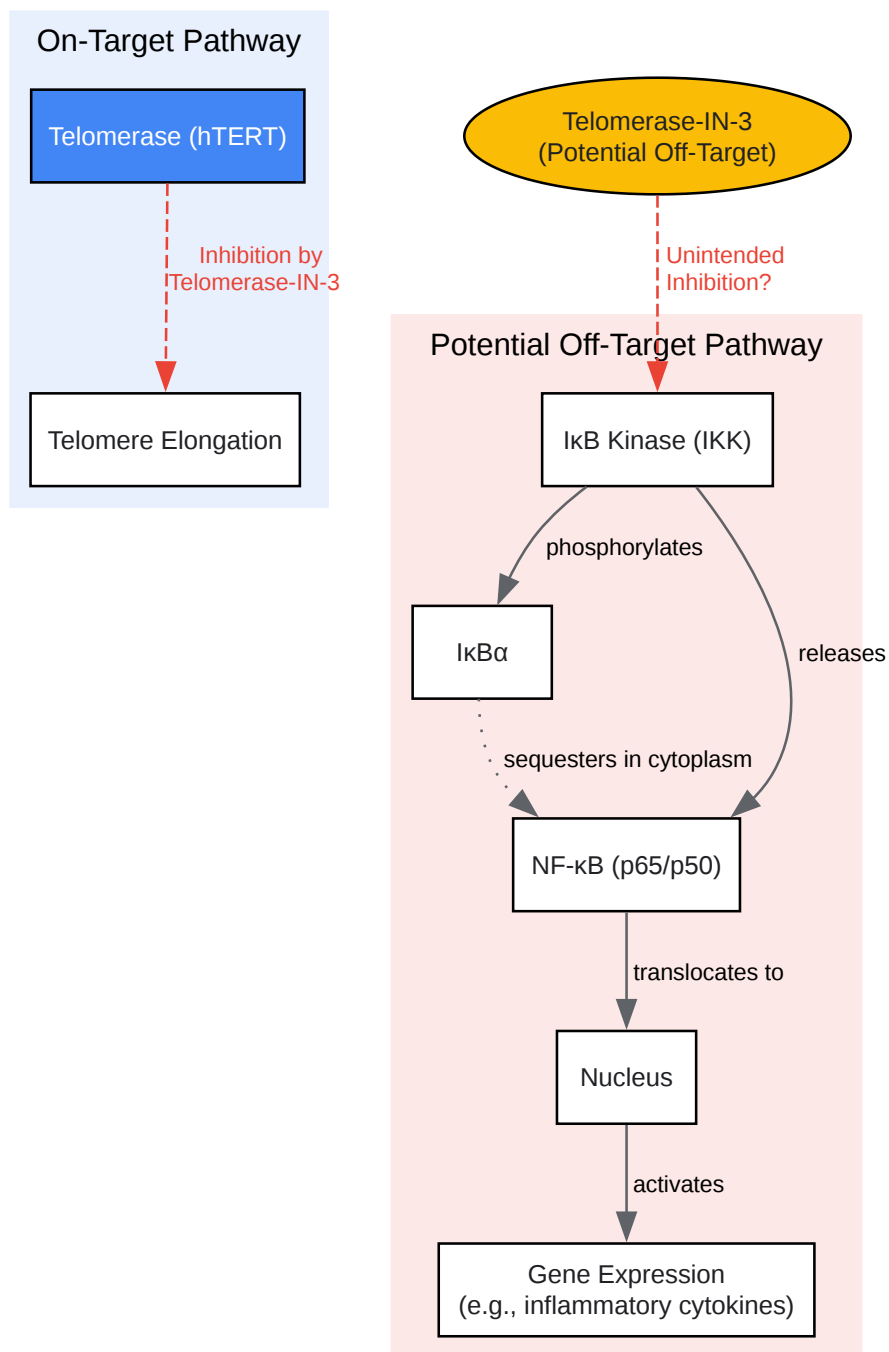 On-Target Pathway
Telomerase (hTERT)
Inhibition by
Telomerase-IN-3
Telomere Elongation
Telomerase-IN-3
(Potential Off-Target)
Unintended
Inhibition?
Potential Off-Target Pathway
IκB Kinase (IKK)
phosphorylates
IκBα
releases
sequesters in cytoplasm
NF-κB (p65/p50)
translocates to
Nucleus
activates
Gene Expression
(e.g., inflammatory cytokines)